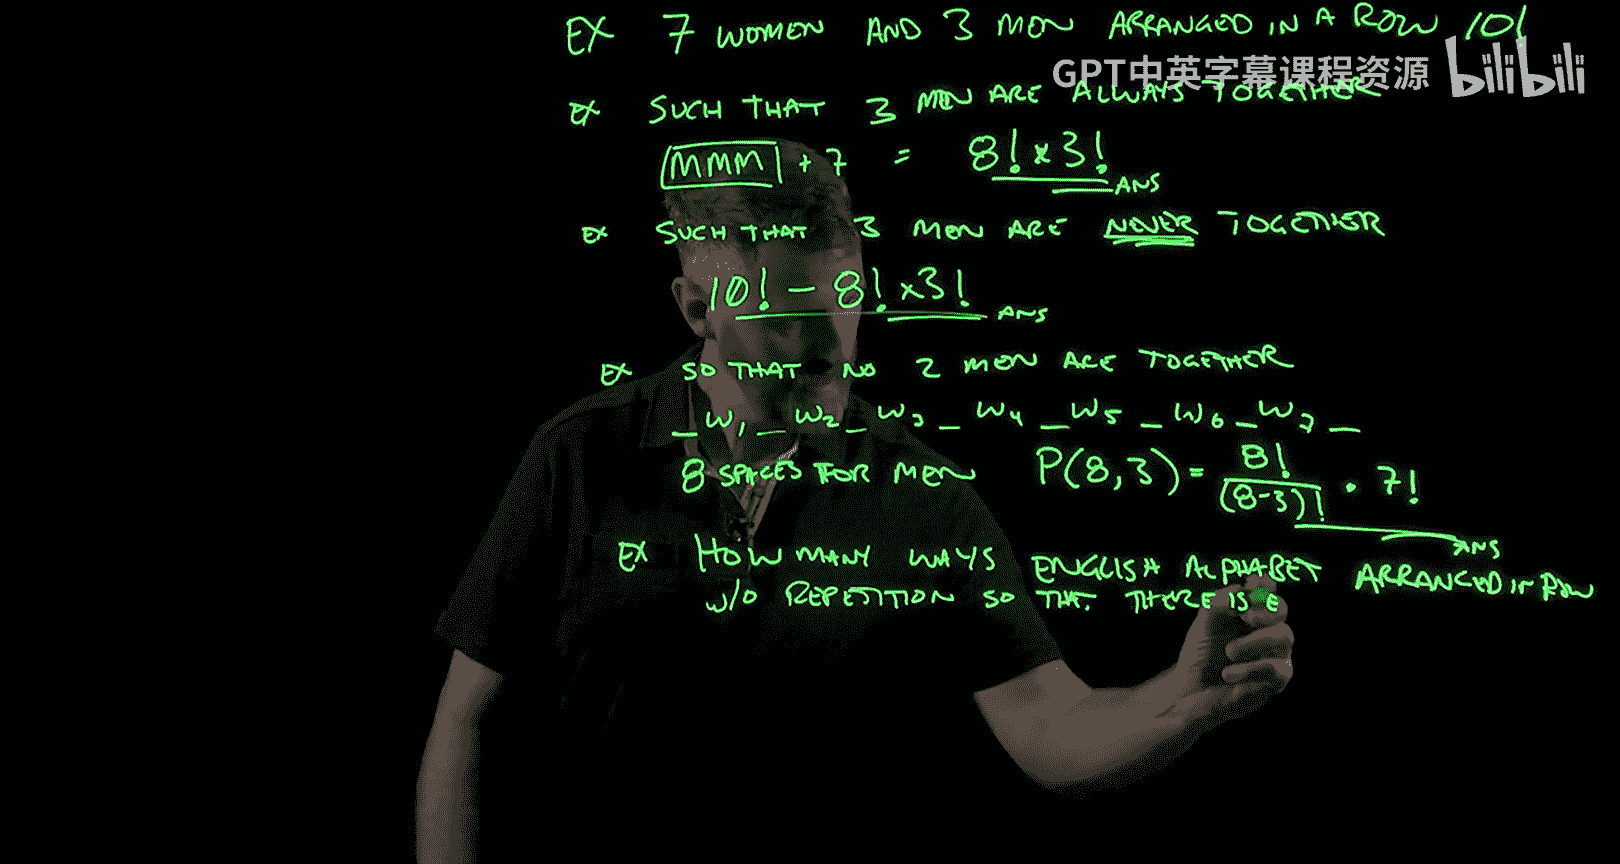 EX 7 WOMEN AND 3 MEN ARRANGED IN A ROW 10!
GPT中英字幕课程资源 bilibili
EX SUCH THAT 3 MEN ARE ALWAYS TOGETHER
MMM + 7 = 8! × 3! ANS
EX SUCH THAT 3 MEN ARE NEVER TOGETHER
10! - 8! × 3! ANS
EX SO THAT NO 2 MEN ARE TOGETHER
_ W1 _ W2 _ W3 _ W4 _ W5 _ W6 _ W7 _
8 SPACES FOR MEN P(8,3) = 8! / (8-3)! · 7!
ANS
EX HOW MANY WAYS ENGLISH ALPHABET ARRANGED IN ROW
W/O REPETITION SO THAT THERE IS E